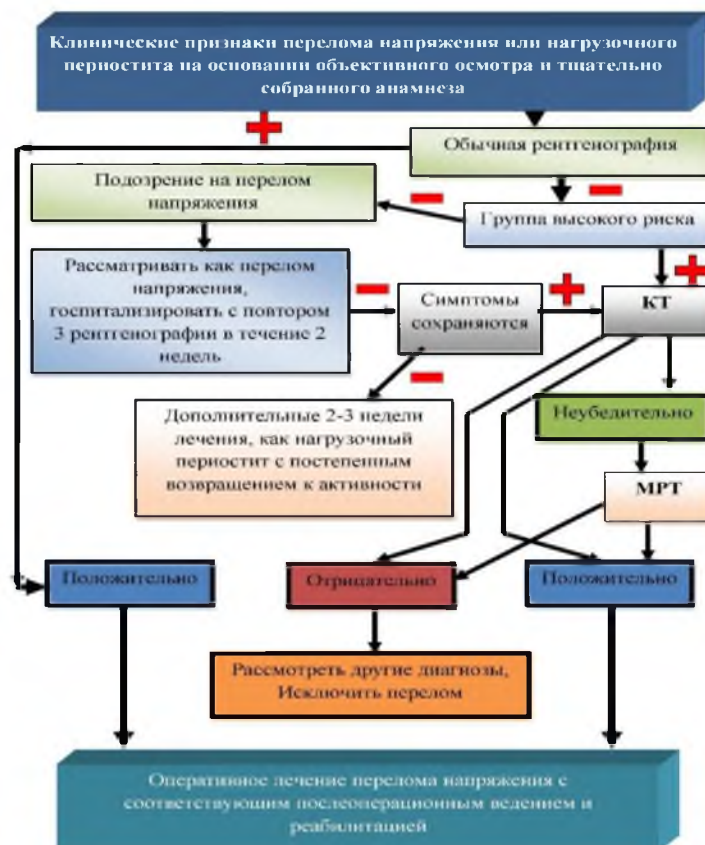 Клинические признаки перелома напряжения или нагрузочного
периостита на основании объективного осмотра и тщательно
собранного анамнеза
Обычная рентгенография
Подозрение на перелом
напряжения
Группа высокого риска
Рассматривать как перелом
напряжения,
госпитализировать с повтором
3 рентгенографии в течение 2
недель
Симптомы
сохраняются
КТ
Дополнительные 2-3 недели
лечения, как нагрузочный
периостит с постепенным
возвращением к активности
Неубедительно
МРТ
Положительно
Отрицательно
Положительно
Рассмотреть другие диагнозы,
Исключить перелом
Оперативное лечение перелома напряжения с
соответствующим послеоперационным ведением и
реабилитацией